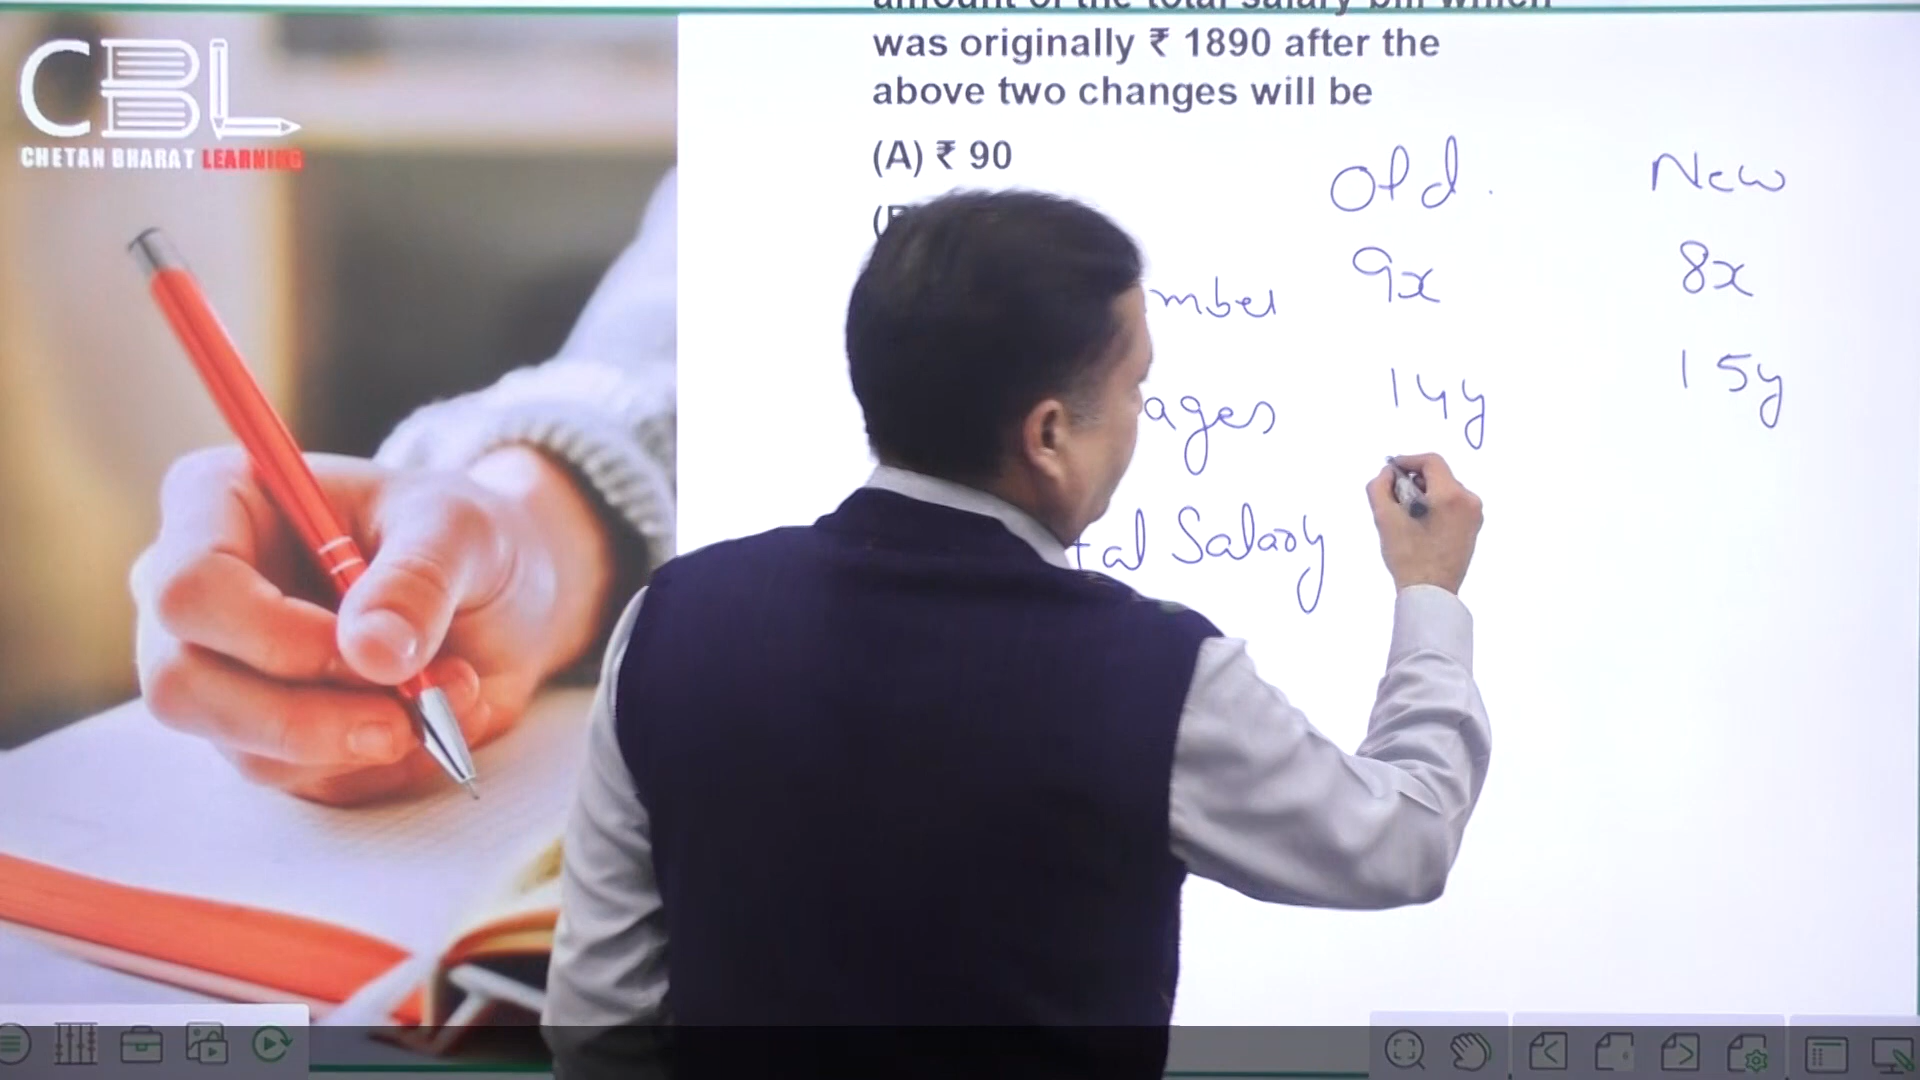 CBL
CHETAN BHARAT LEARNING
was originally ₹ 1890 after the
above two changes will be
(A) ₹ 90
Old. New
9x 8x
14y 15y
Salary